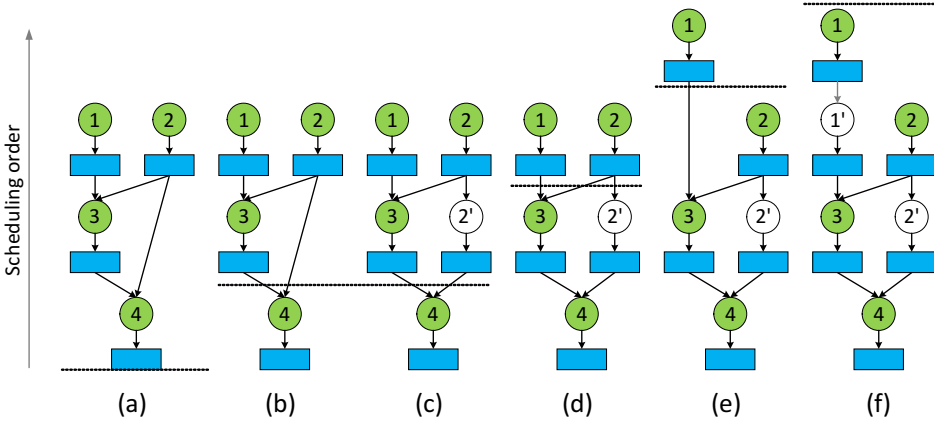 Scheduling order
1 1
1 2 1 2 1 2 1 2 1' 2
2
3 3 3 2' 3 2' 3 2' 3 2'
4 4 4 4 4 4
(a) (b) (c) (d) (e) (f)